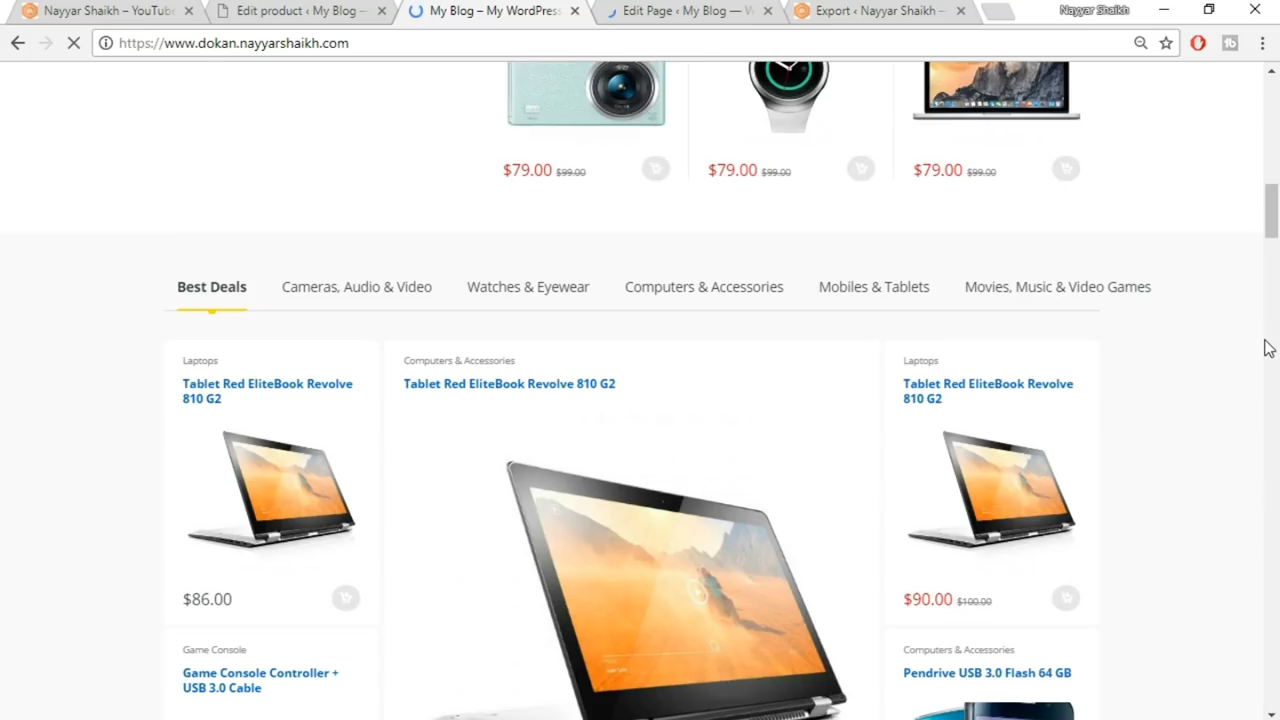 Nayyar Shaikh – YouTube
Edit product ‹ My Blog –
My Blog – My WordPress
Edit Page ‹ My Blog — W
Export ‹ Nayyar Shaikh —
Nayyar Shaikh
https://www.dokan.nayyarshaikh.com
$79.00 $99.00
$79.00 $99.00
$79.00 $99.00
Best Deals
Cameras, Audio & Video
Watches & Eyewear
Computers & Accessories
Mobiles & Tablets
Movies, Music & Video Games
Laptops
Tablet Red EliteBook Revolve
810 G2
$86.00
Computers & Accessories
Tablet Red EliteBook Revolve 810 G2
Laptops
Tablet Red EliteBook Revolve
810 G2
$90.00 $100.00
Game Console
Game Console Controller +
USB 3.0 Cable
Computers & Accessories
Pendrive USB 3.0 Flash 64 GB